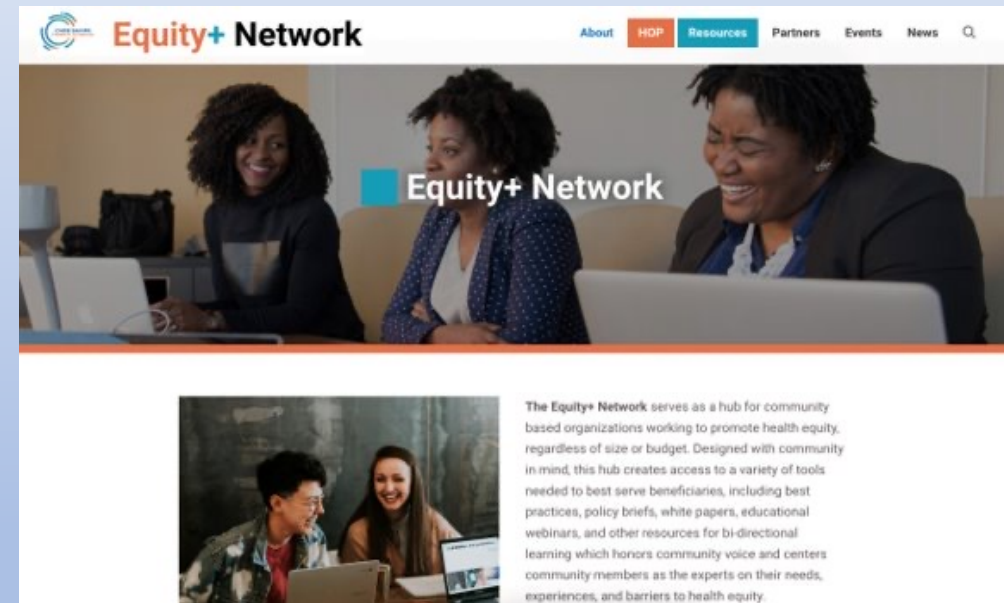 Equity+ Network
About HOP Resources Partners Events News
Equity+ Network
The Equity+ Network serves as a hub for community
based organizations working to promote health equity,
regardless of size or budget. Designed with community
in mind, this hub creates access to a variety of tools
needed to best serve beneficiaries, including best
practices, policy briefs, white papers, educational
webinars, and other resources for bi-directional
learning which honors community voice and centers
community members as the experts on their needs,
experiences, and barriers to health equity.